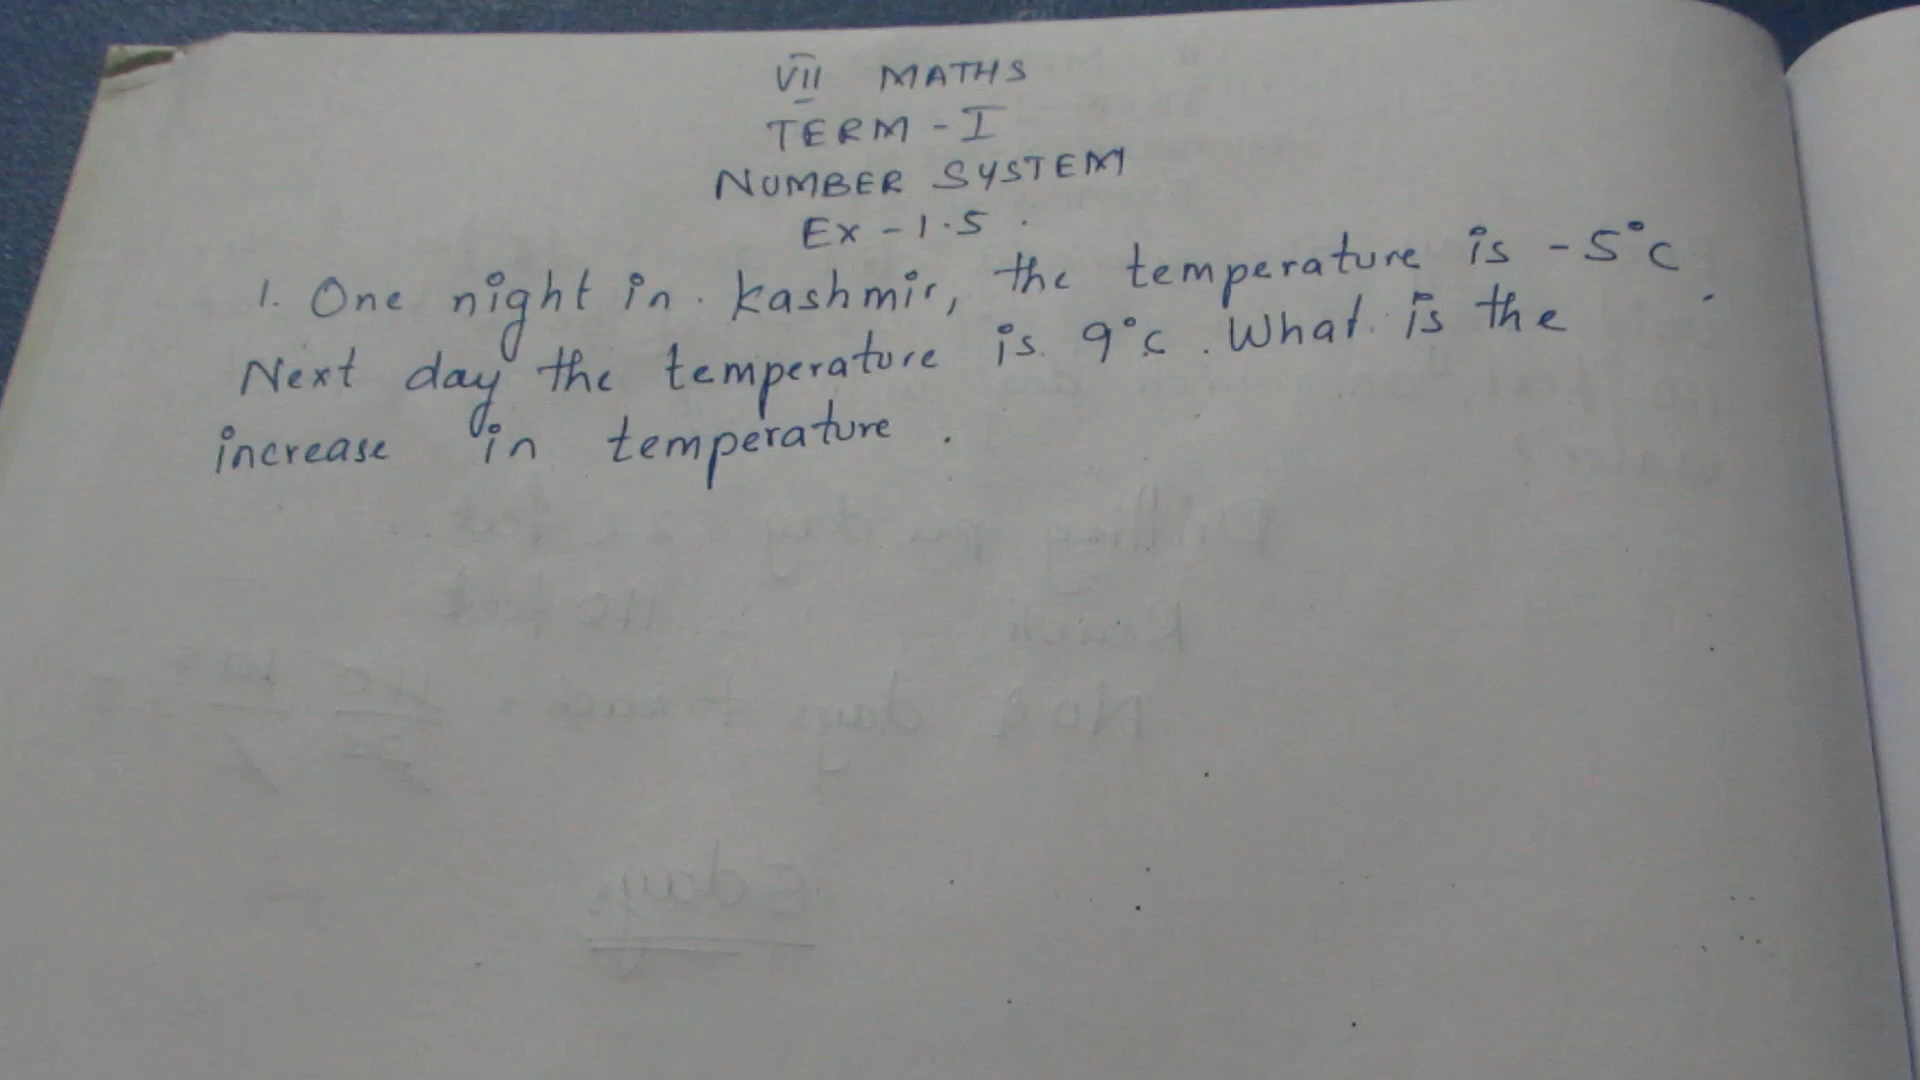 VII MATHS
TERM - I
NUMBER SYSTEM
Ex - 1.5
1. One night in kashmir, the temperature is -5°c.
Next day the temperature is 9°c. What is the
increase in temperature.